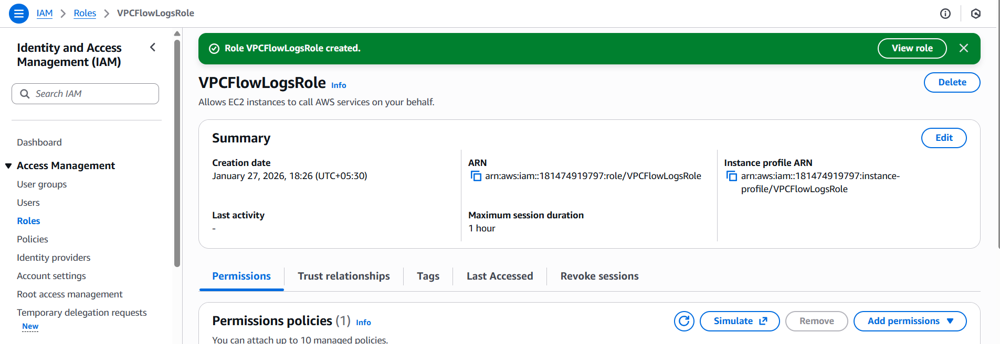 IAM > Roles > VPCFlowLogsRole
Identity and Access
Management (IAM)
Search IAM
Dashboard
Access Management
User groups
Users
Roles
Policies
Identity providers
Account settings
Root access management
Temporary delegation requests
New
Role VPCFlowLogsRole created.
View role
VPCFlowLogsRole Info
Delete
Allows EC2 instances to call AWS services on your behalf.
Summary
Edit
Creation date
January 27, 2026, 18:26 (UTC+05:30)
ARN
arn:aws:iam::181474919797:role/VPCFlowLogsRole
Instance profile ARN
arn:aws:iam::181474919797:instance-
profile/VPCFlowLogsRole
Last activity
-
Maximum session duration
1 hour
Permissions
Trust relationships
Tags
Last Accessed
Revoke sessions
Permissions policies (1) Info
Simulate
Remove
Add permissions
You can attach up to 10 managed policies.